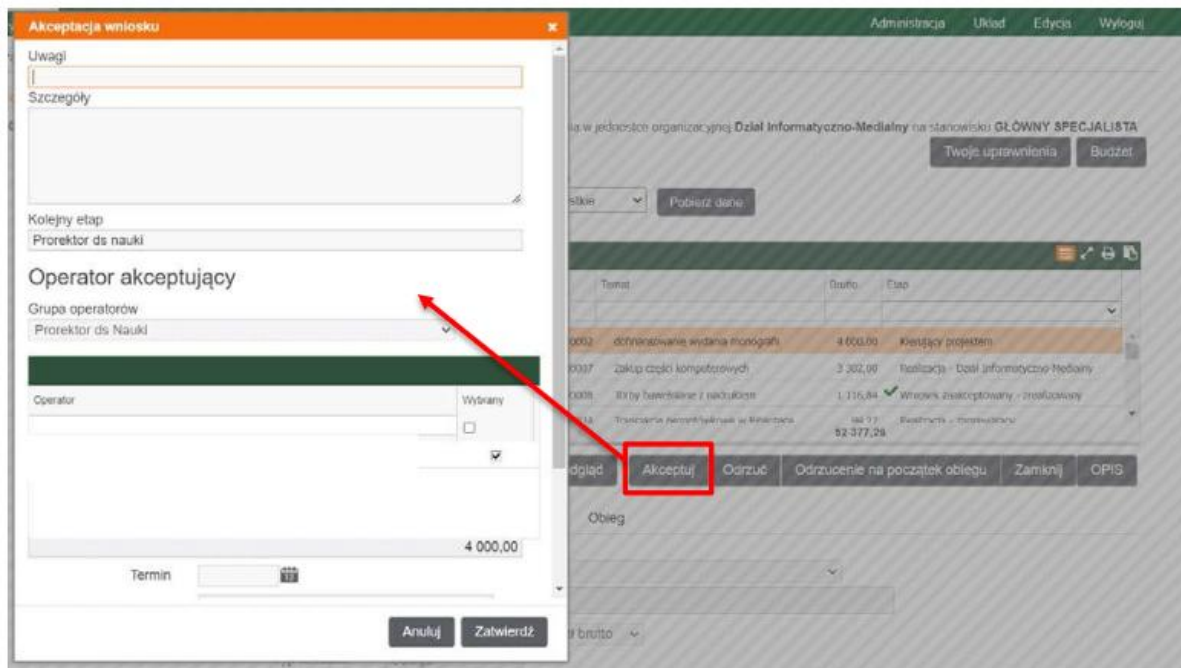 Akceptacja wniosku
Administracja Układ Edycja Wyloguj
Uwagi
Szczegóły
w jednostce organizacyjnej Dział Informatyczno-Medialny na stanowisku GŁÓWNY SPECJALISTA
Twoje uprawnienia Budżet
Pobierz dane
Kolejny etap
Prorektor ds nauki
Operator akceptujący
Temat Brutto Etap
Grupa operatorów
Prorektor ds Nauki
0002 dofinansowanie wydania monografii 4 000,00 Kierujący projektem
0007 Zakup części komputerowych 3 302,00 Realizacja - Dział Informatyczno-Medialny
Operator Wybrany
0008 Torby bawełniane z nadrukiem 1 116,84 Wniosek zaakceptowany - zrealizowany
52 377,26
Akceptuj Odrzuć Odrzucenie na początek obiegu Zamknij OPIS
Obieg
4 000,00
Termin
Anuluj Zatwierdź
brutto